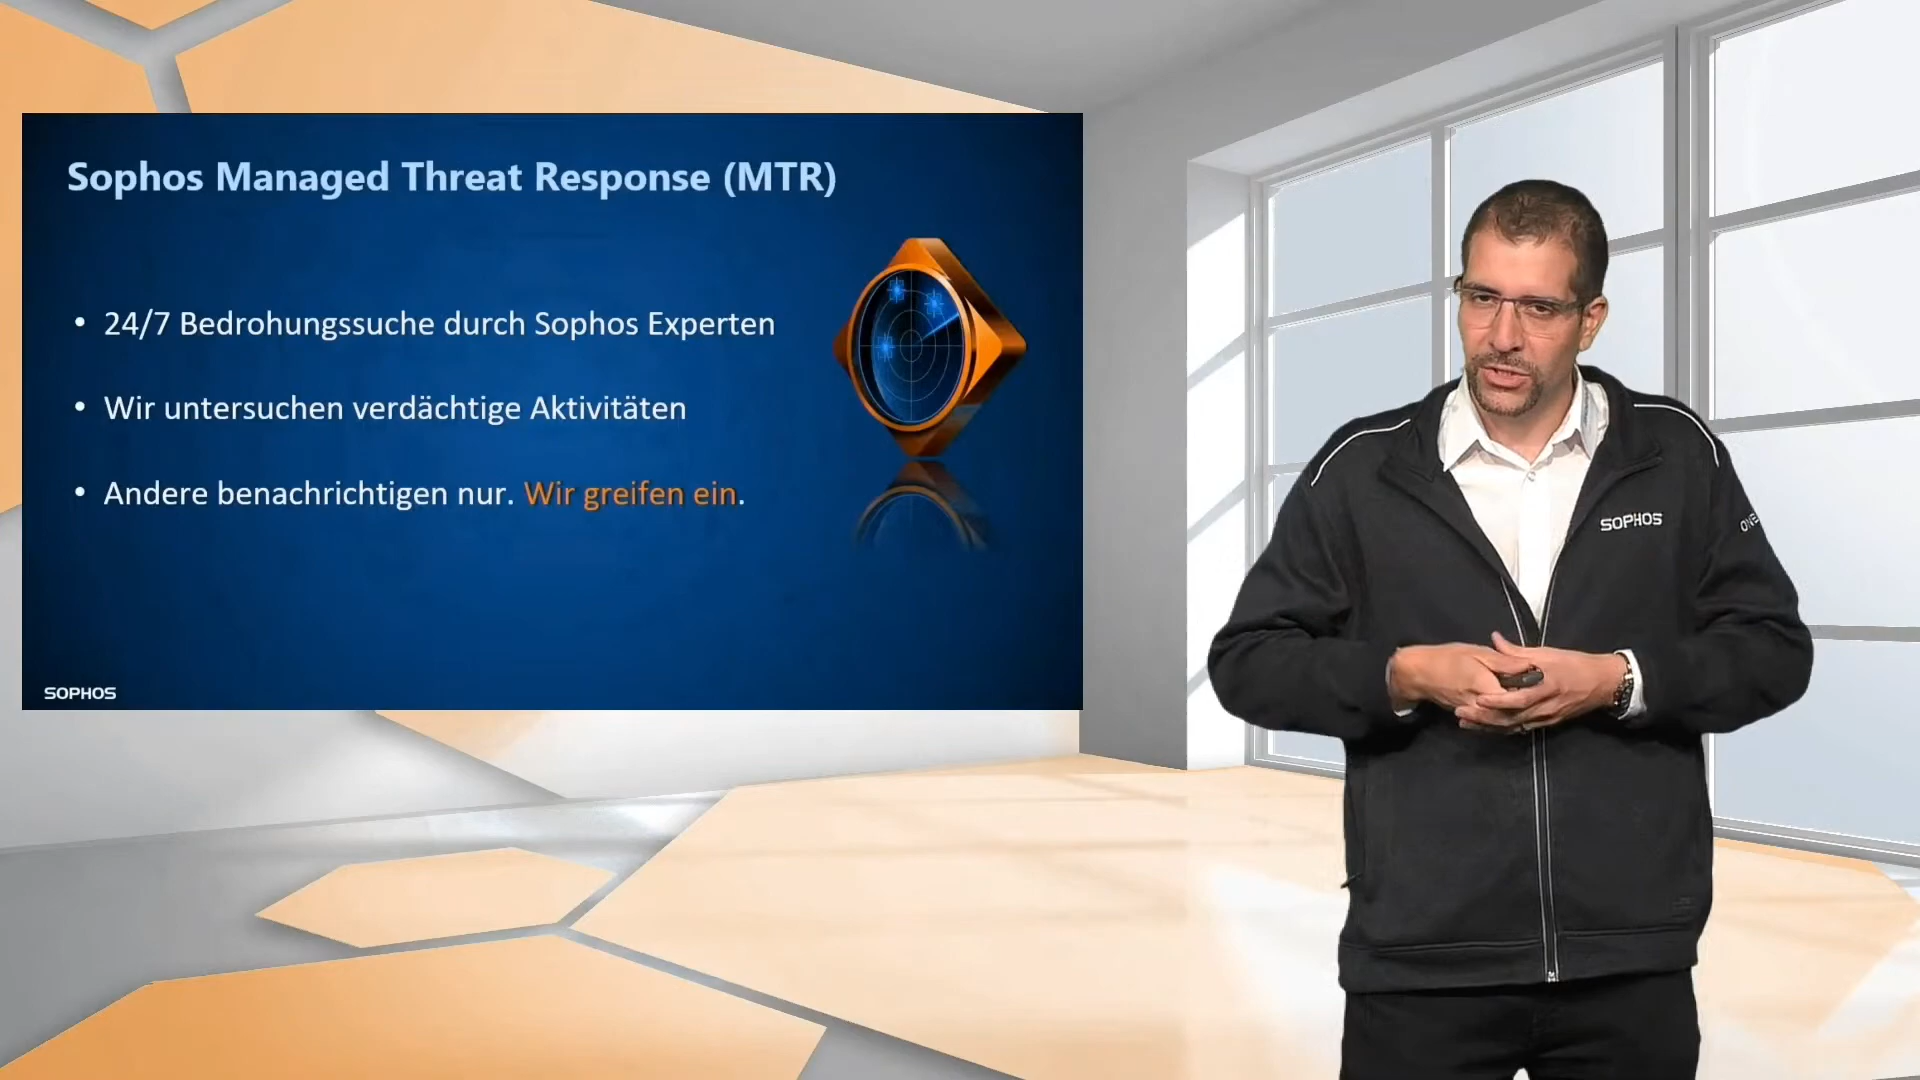 Sophos Managed Threat Response (MTR)
• 24/7 Bedrohungssuche durch Sophos Experten
• Wir untersuchen verdächtige Aktivitäten
• Andere benachrichtigen nur. Wir greifen ein.
SOPHOS
SOPHOS